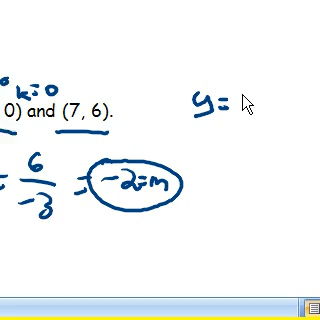 k=0
0) and (7, 6).
y=
= 6/-3 = -2=m